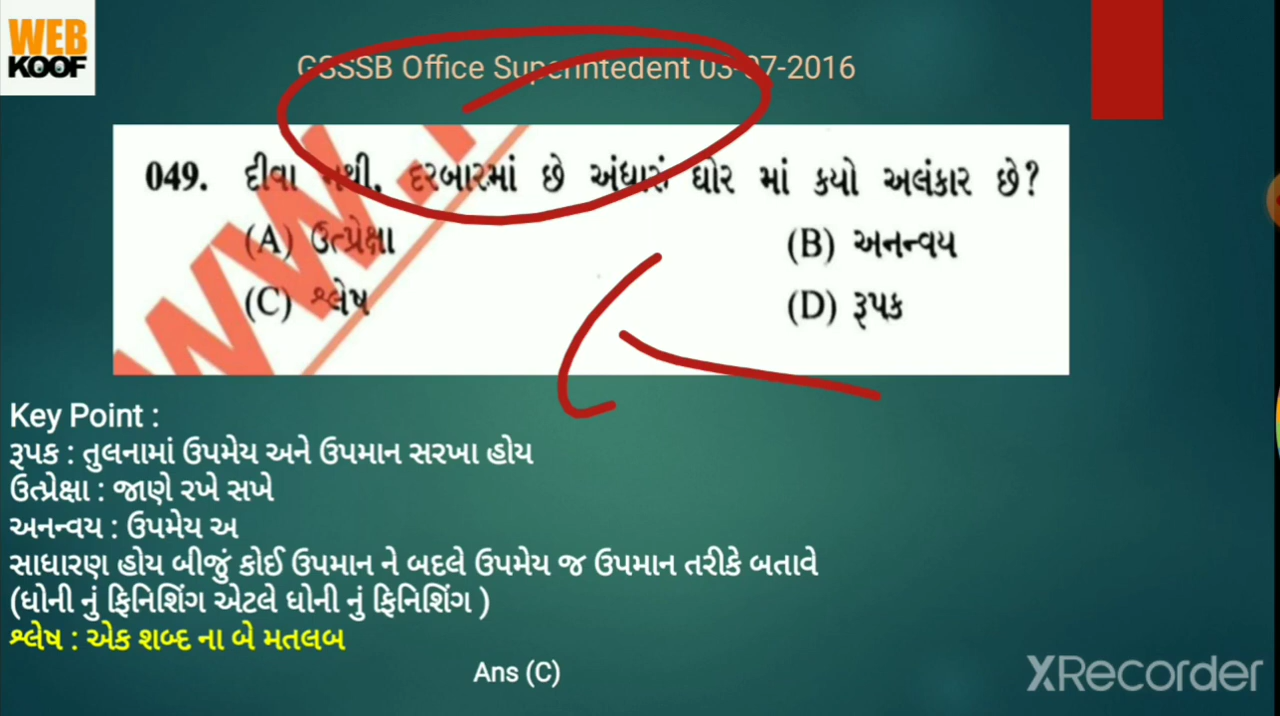 WEB
KOOF
GSSSB Office Superintedent 03-07-2016
049. દીવા નથી, દરબારમાં છે અંધારું ઘોર માં કયો અલંકાર છે?
(A) ઉત્પ્રેક્ષા (B) અનન્વય
(C) શ્લેષ (D) રૂપક
WW.
Key Point :
રૂપક : તુલનામાં ઉપમેય અને ઉપમાન સરખા હોય
ઉત્પ્રેક્ષા : જાણે રખે સખે
અનન્વય : ઉપમેય અ
સાધારણ હોય બીજું કોઈ ઉપમાન ને બદલે ઉપમેય જ ઉપમાન તરીકે બતાવે
(ધોની નું ફિનિશિંગ એટલે ધોની નું ફિનિશિંગ )
શ્લેષ : એક શબ્દ ના બે મતલબ
Ans (C)
XRecorder